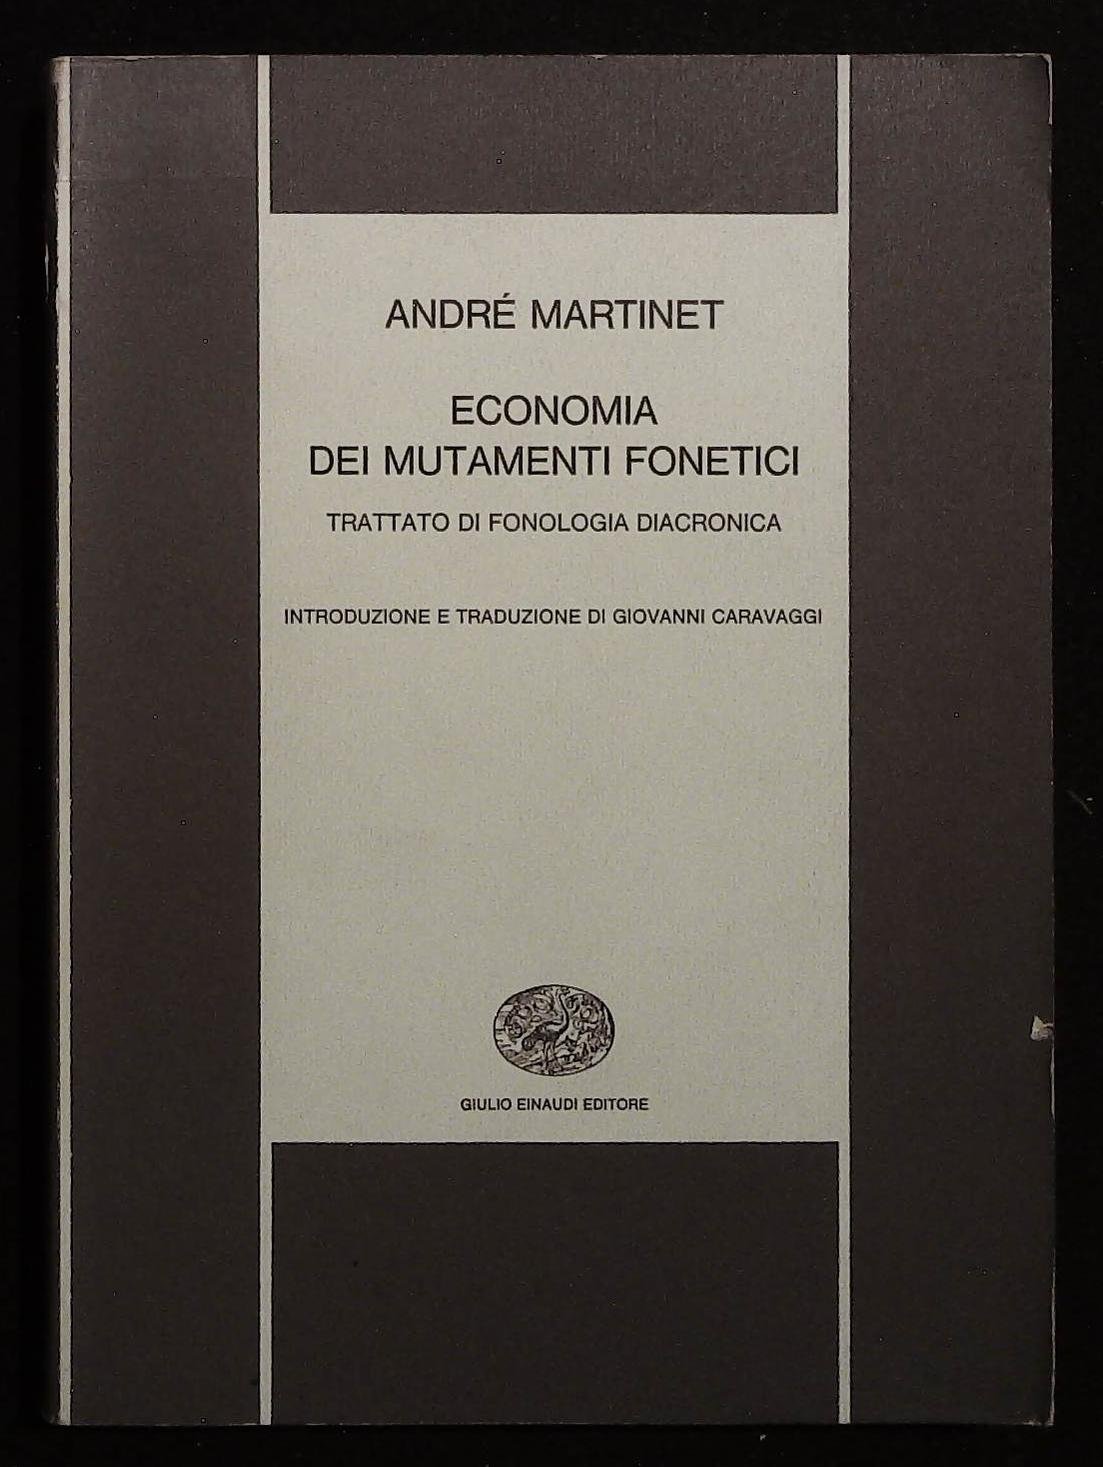 ANDRÉ MARTINET
ECONOMIA
DEI MUTAMENTI FONETICI
TRATTATO DI FONOLOGIA DIACRONICA
INTRODUZIONE E TRADUZIONE DI GIOVANNI CARAVAGGI
GIULIO EINAUDI EDITORE